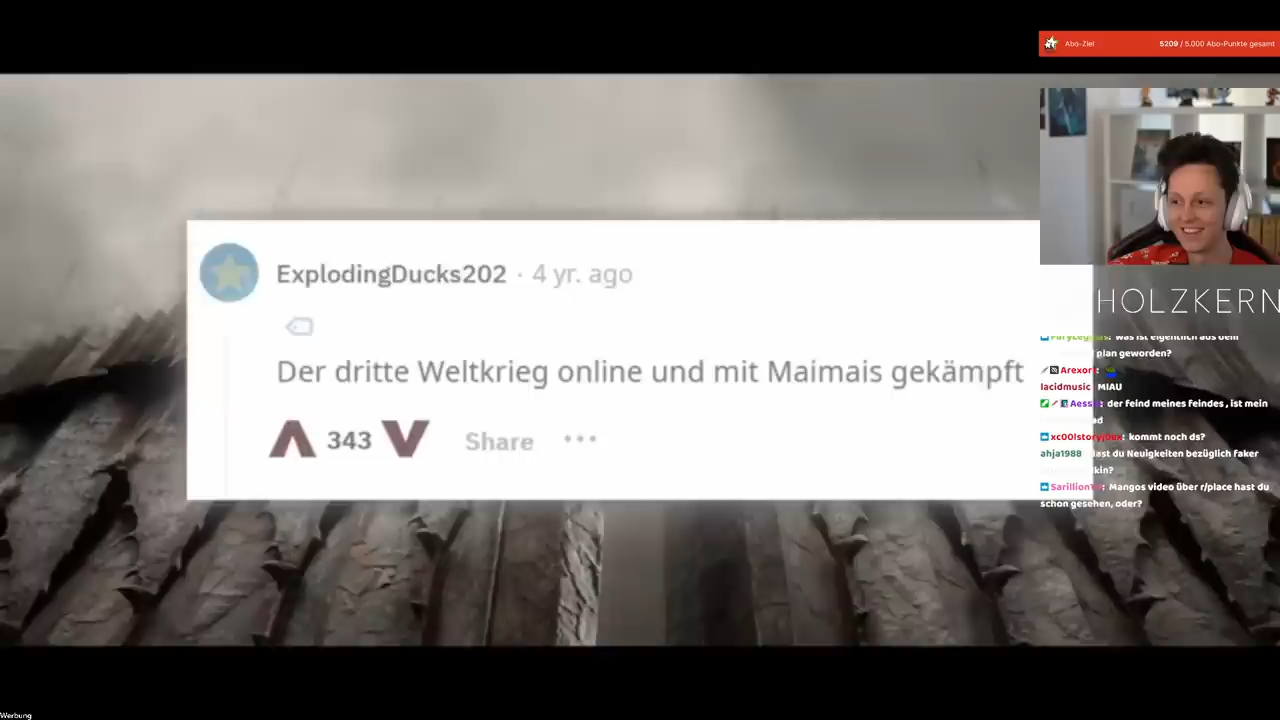 Abo-Ziel 5209 / 5.000 Abo-Punkte gesamt
ExplodingDucks202 · 4 yr. ago
Der dritte Weltkrieg online und mit Maimais gekämpft
343 Share •••
HOLZKERN
was ist eigentlich aus dem
plan geworden?
Arexor
lacidmusic MIAU
Aess : der feind meines feindes , ist mein
: kommt noch ds?
ahja1988 hast du Neuigkeiten bezüglich faker
kin?
Sarillion : Mangos video über r/place hast du
schon gesehen, oder?
Werbung